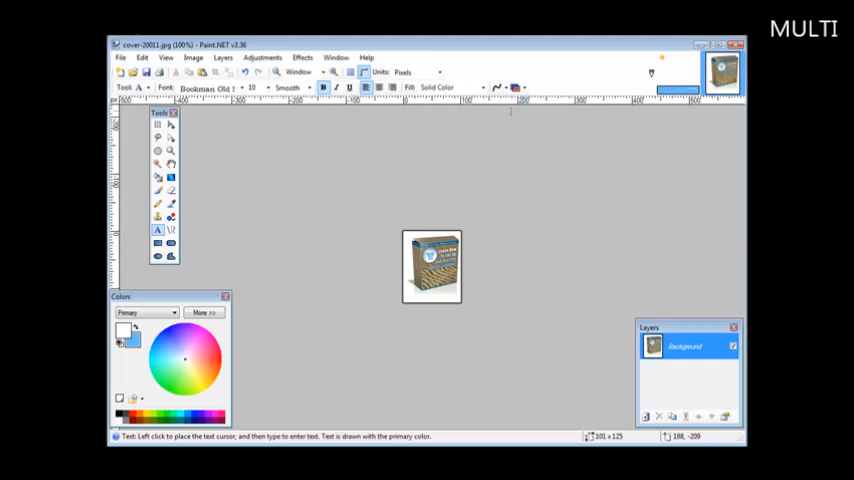 MULTI
cover-20011.jpg (100%) - Paint.NET v3.36
File Edit View Image Layers Adjustments Effects Window Help
Window Units: Pixels
Tool Font: Bookman Old 10 Smooth B I U Fill: Solid Color
Tools
Colors
Primary More >>
Layers
Background
Text: Left click to place the text cursor, and then type to enter text. Text is drawn with the primary color.
101 x 125
188, -209